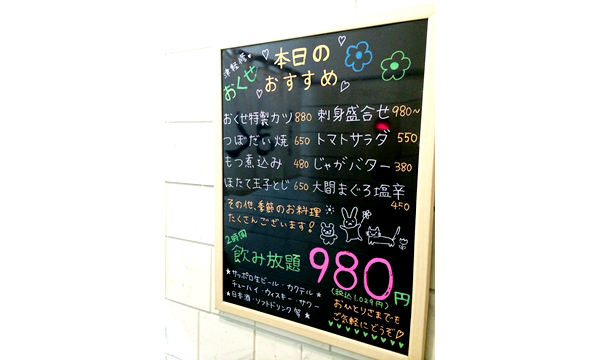 津軽膳
おくせ
本日の
おすすめ
おくせ特製カツ 880 刺身盛合せ 980~
つぼだい焼 650 トマトサラダ 550
もつ煮込み 480 じゃがバター 380
ほたて玉子とじ 650 大間まぐろ塩辛 450
その他、季節のお料理
たくさんございます!
2時間
飲み放題 980円
(税込1,029円)
★サッポロ生ビール・カクテル
チューハイ・ウィスキー・サワー
★日本酒・ソフトドリンク 等★
おひとりさまでも
ご気軽にどうぞ♡